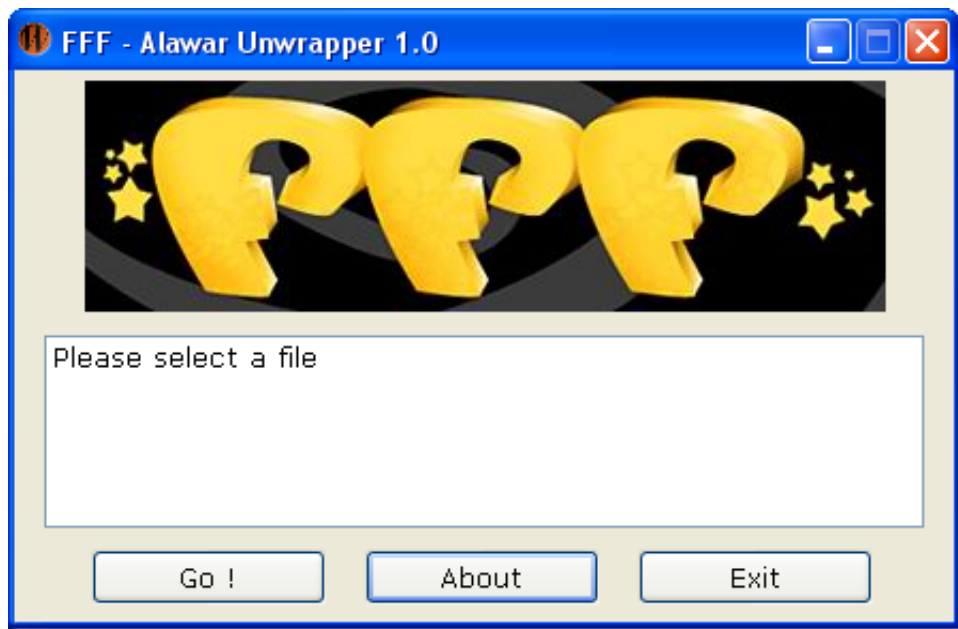 FFF - Alawar Unwrapper 1.0
FFF
Please select a file
Go !
About
Exit